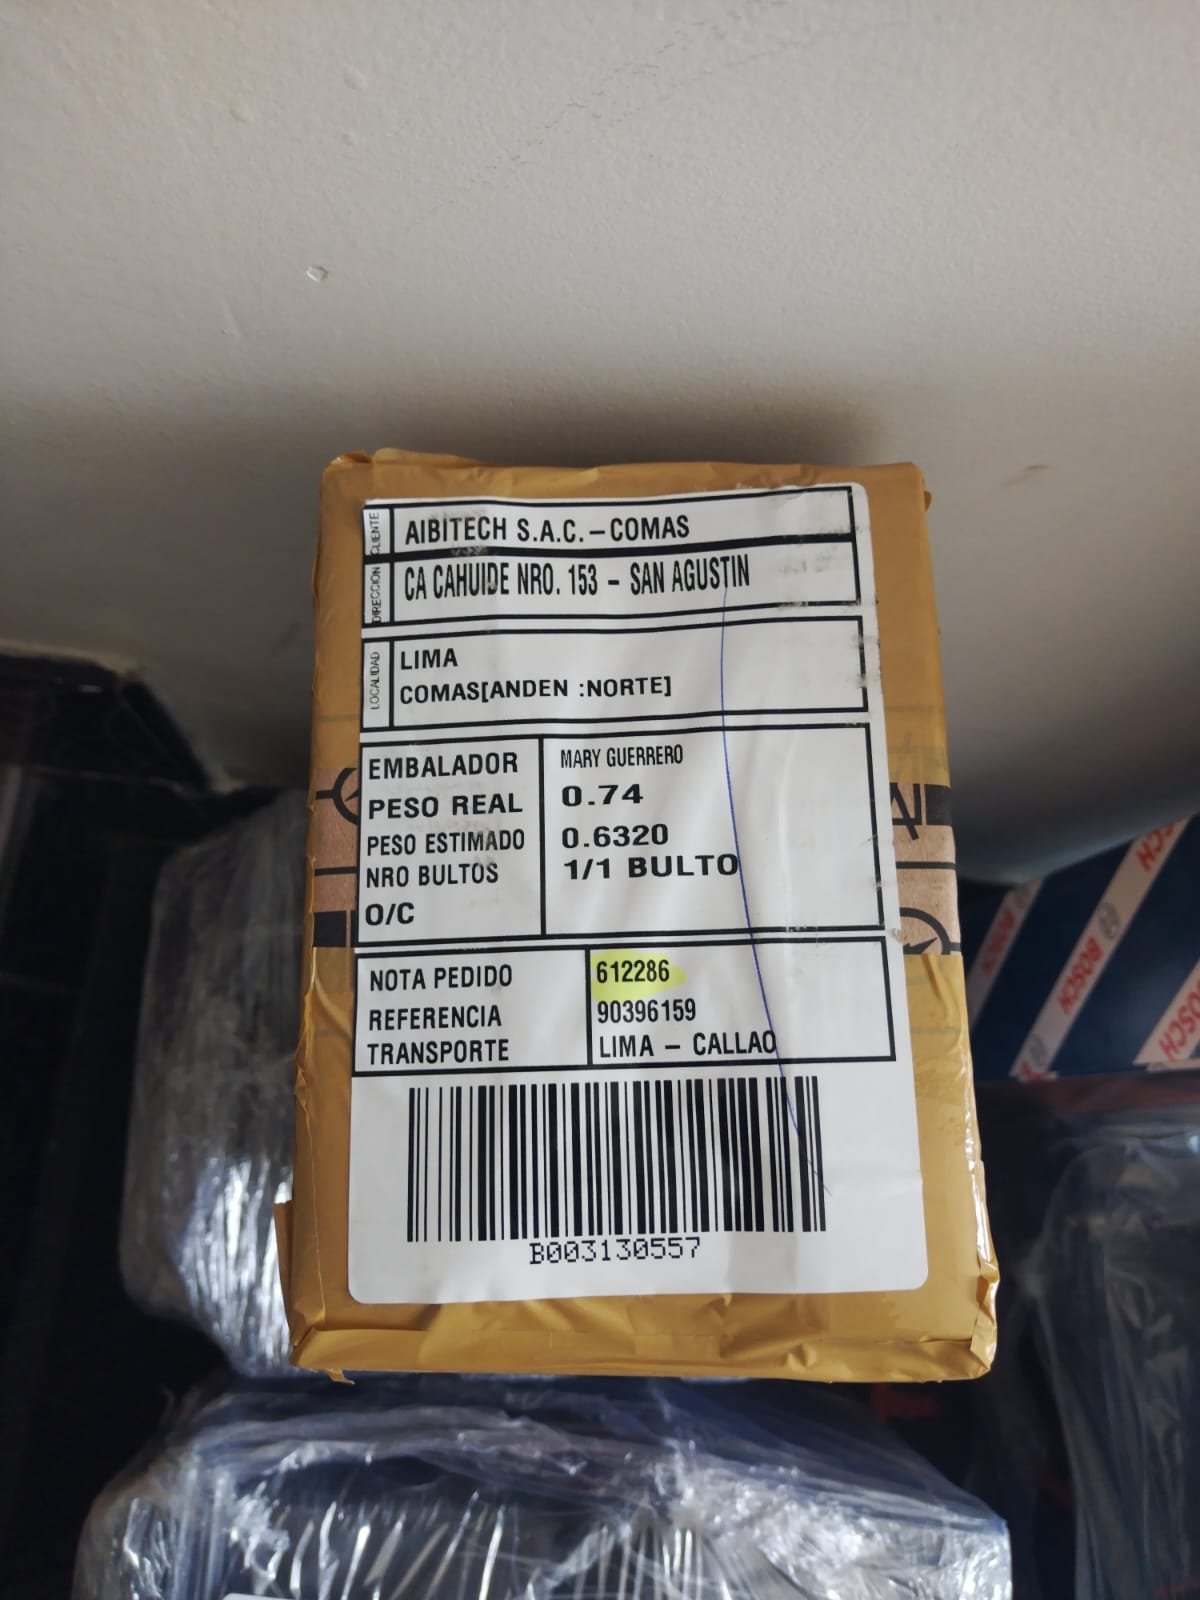 CLIENTE AIBITECH S.A.C. – COMAS
DIRECCION CA CAHUIDE NRO. 153 – SAN AGUSTIN
LOCALIDAD LIMA
COMAS[ANDEN :NORTE]
EMBALADOR MARY GUERRERO
PESO REAL 0.74
PESO ESTIMADO 0.6320
NRO BULTOS 1/1 BULTO
O/C
NOTA PEDIDO 612286
REFERENCIA 90396159
TRANSPORTE LIMA – CALLAO
B003130557
BOSCH
BOSCH